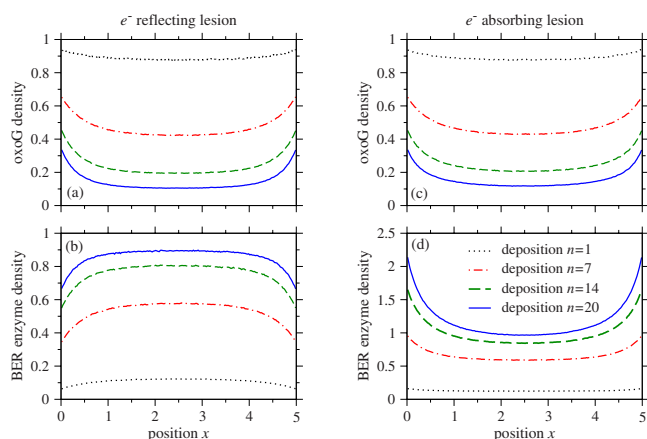 e⁻ reflecting lesion
e⁻ absorbing lesion
1
0.8
0.6
0.4
0.2
0
oxoG density
(a)
1
0.8
0.6
0.4
0.2
0
oxoG density
(c)
1
0.8
0.6
0.4
0.2
0
BER enzyme density
(b)
0 1 2 3 4 5
position x
2.5
2
1.5
1
0.5
0
BER enzyme density
(d)
deposition n=1
deposition n=7
deposition n=14
deposition n=20
0 1 2 3 4 5
position x